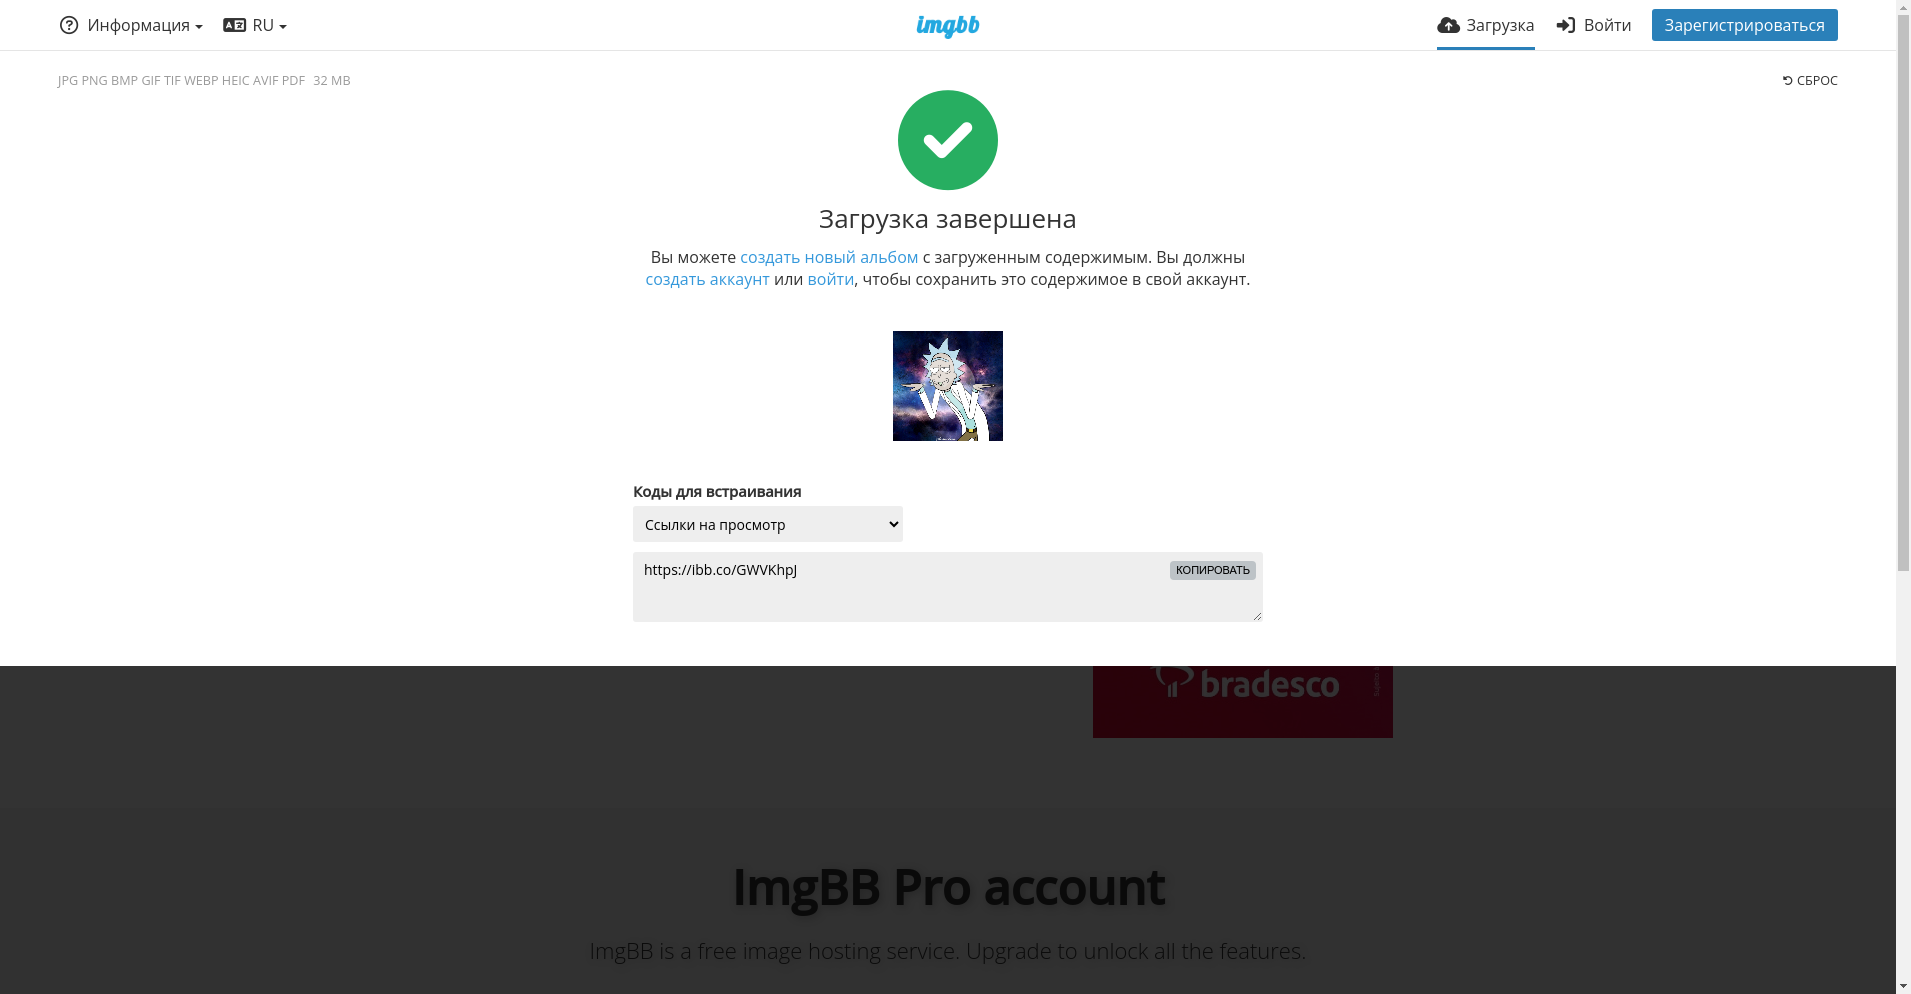 Информация RU imgbb Загрузка Войти Зарегистрироваться
JPG PNG BMP GIF TIF WEBP HEIC AVIF PDF 32 MB СБРОС
Загрузка завершена
Вы можете создать новый альбом с загруженным содержимым. Вы должны
создать аккаунт или войти, чтобы сохранить это содержимое в свой аккаунт.
Коды для встраивания
Ссылки на просмотр
https://ibb.co/GWVKhpJ КОПИРОВАТЬ
bradesco
ImgBB Pro account
ImgBB is a free image hosting service. Upgrade to unlock all the features.